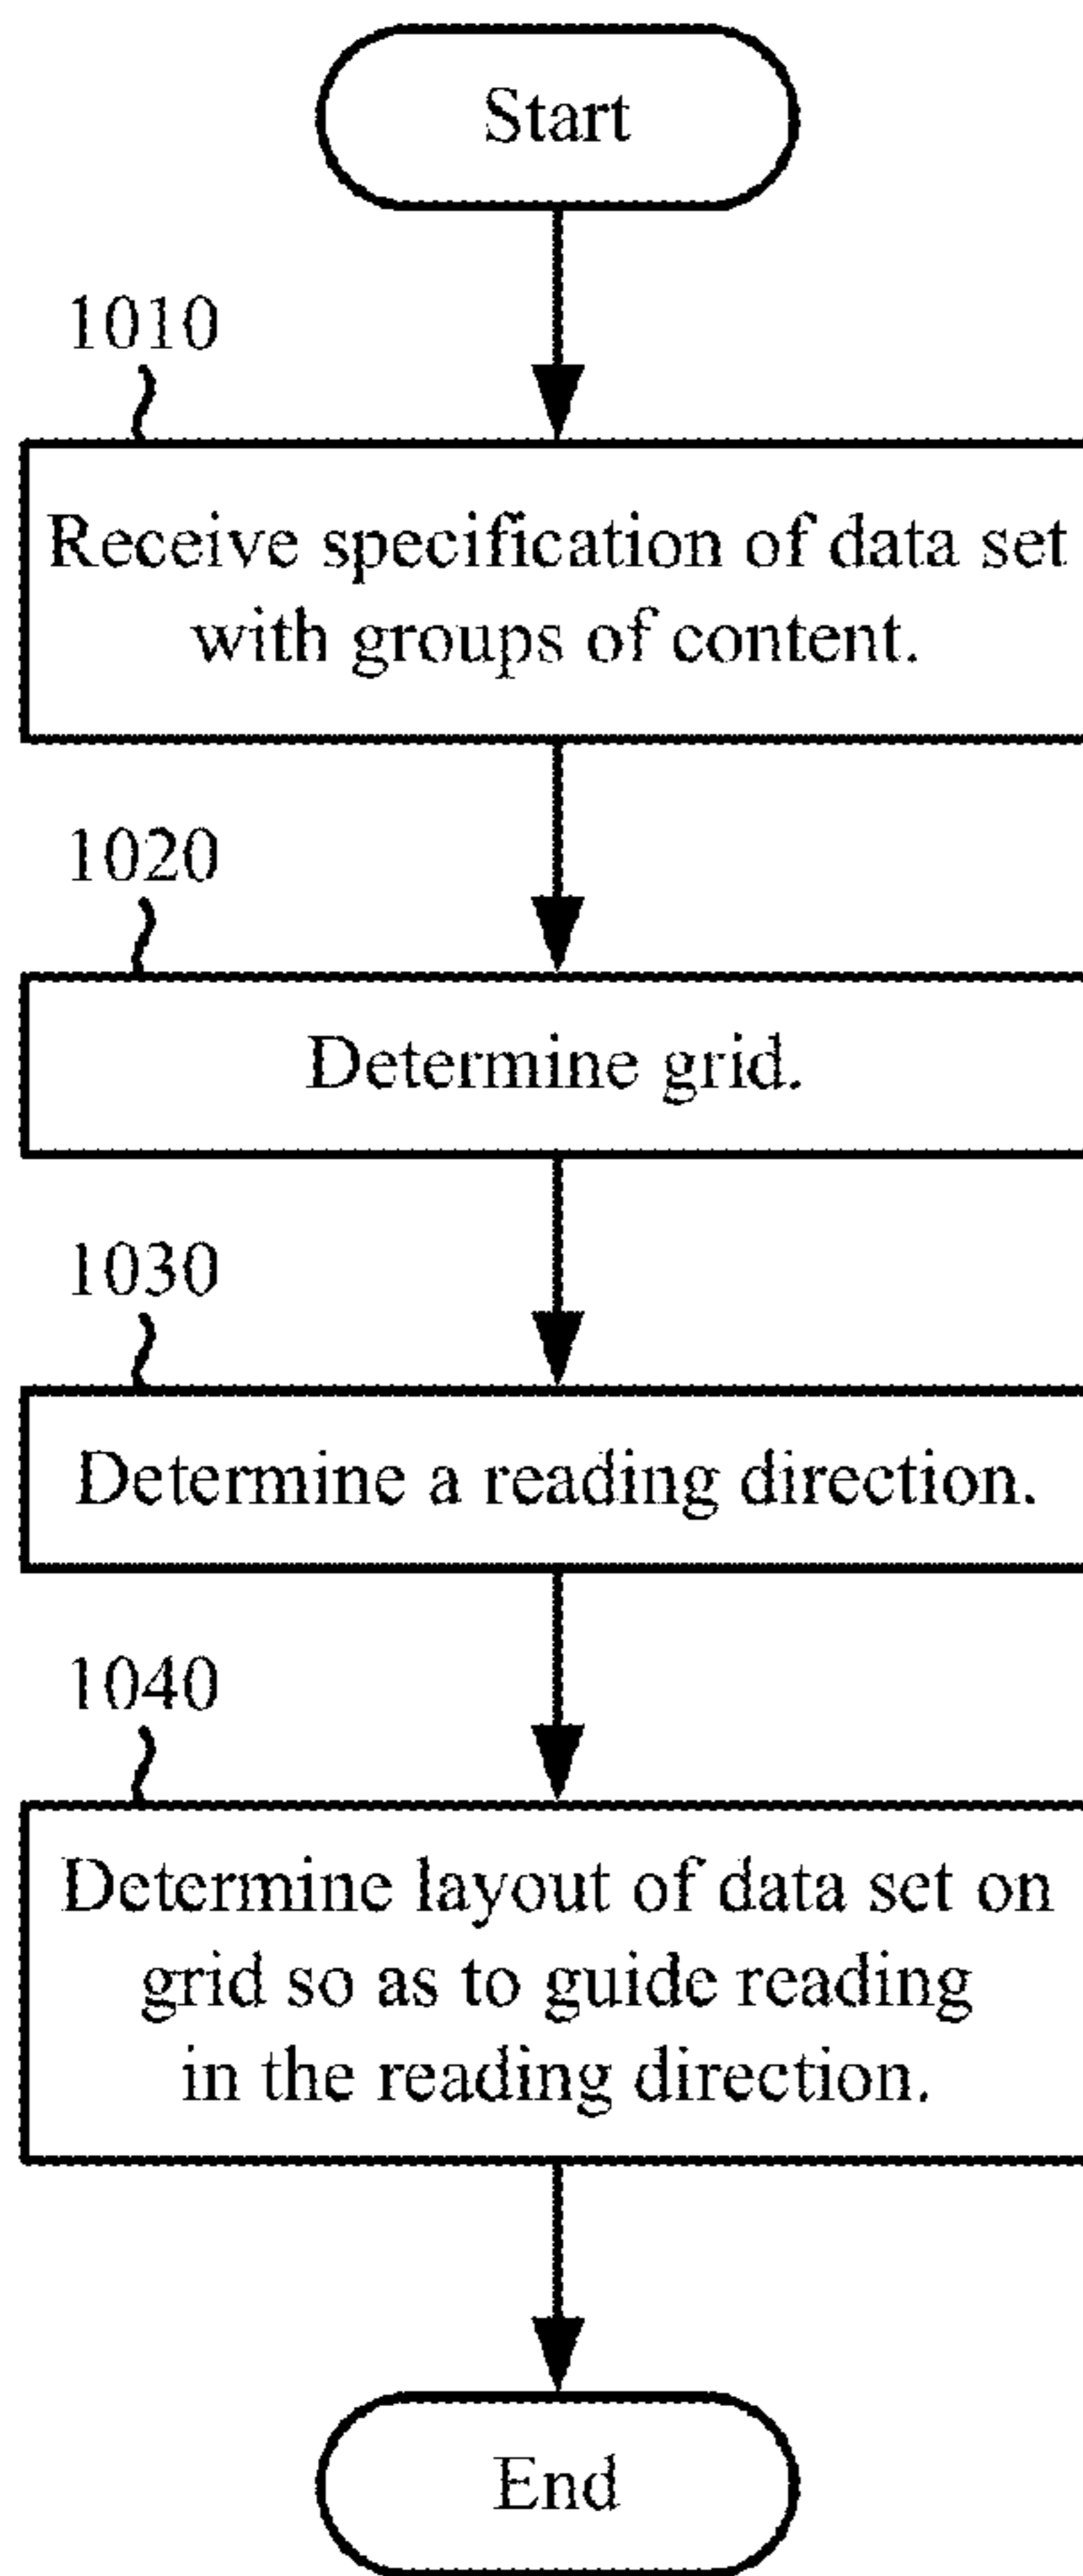 Start
1010
Receive specification of data set
with groups of content.
1020
Determine grid.
1030
Determine a reading direction.
1040
Determine layout of data set on
grid so as to guide reading
in the reading direction.
End